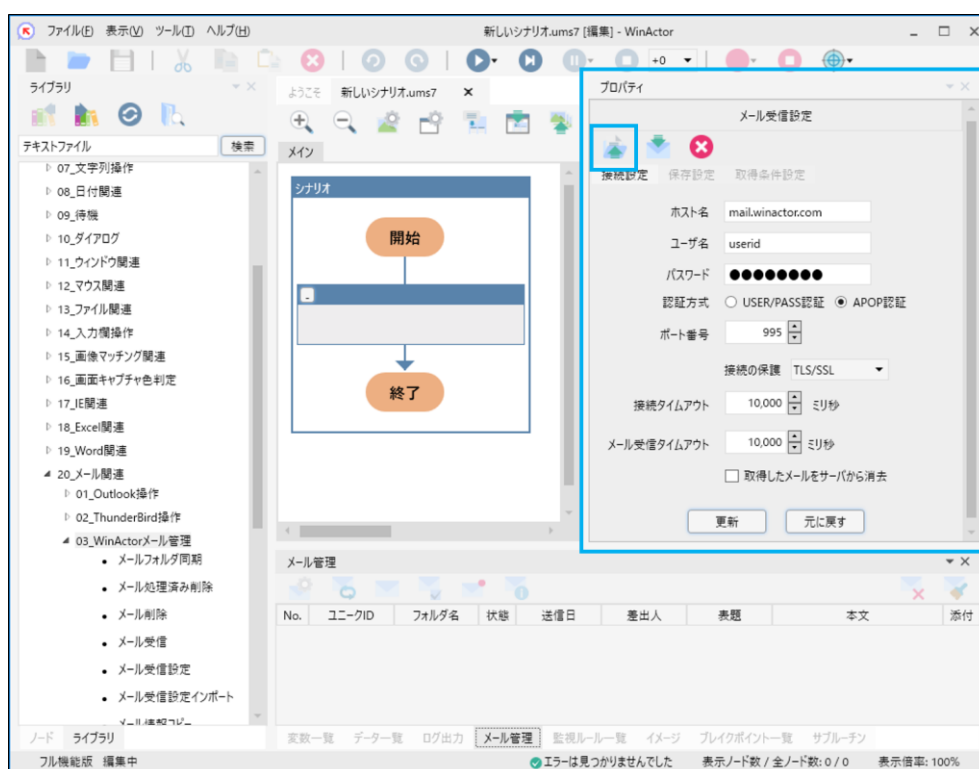 ファイル(F) 表示(V) ツール(T) ヘルプ(H)
新しいシナリオ.ums7 [編集] - WinActor
+0
ライブラリ
テキストファイル 検索
07_文字列操作
08_日付関連
09_待機
10_ダイアログ
11_ウィンドウ関連
12_マウス関連
13_ファイル関連
14_入力欄操作
15_画像マッチング関連
16_画面キャプチャ色判定
17_IE関連
18_Excel関連
19_Word関連
20_メール関連
01_Outlook操作
02_ThunderBird操作
03_WinActorメール管理
メールフォルダ同期
メール処理済み削除
メール削除
メール受信
メール受信設定
メール受信設定インポート
メール情報コピー
ノード ライブラリ
ようこそ 新しいシナリオ.ums7
メイン
シナリオ
開始
終了
プロパティ
メール受信設定
接続設定 保存設定 取得条件設定
ホスト名 mail.winactor.com
ユーザ名 userid
パスワード ●●●●●●●●
認証方式 USER/PASS認証 APOP認証
ポート番号 995
接続の保護 TLS/SSL
接続タイムアウト 10,000 ミリ秒
メール受信タイムアウト 10,000 ミリ秒
取得したメールをサーバから消去
更新 元に戻す
メール管理
No. ユニークID フォルダ名 状態 送信日 差出人 表題 本文 添付
変数一覧 データ一覧 ログ出力 メール管理 監視ルール一覧 イメージ ブレイクポイント一覧 サブルーチン
フル機能版 編集中
エラーは見つかりませんでした 表示ノード数 / 全ノード数: 0 / 0 表示倍率: 100%